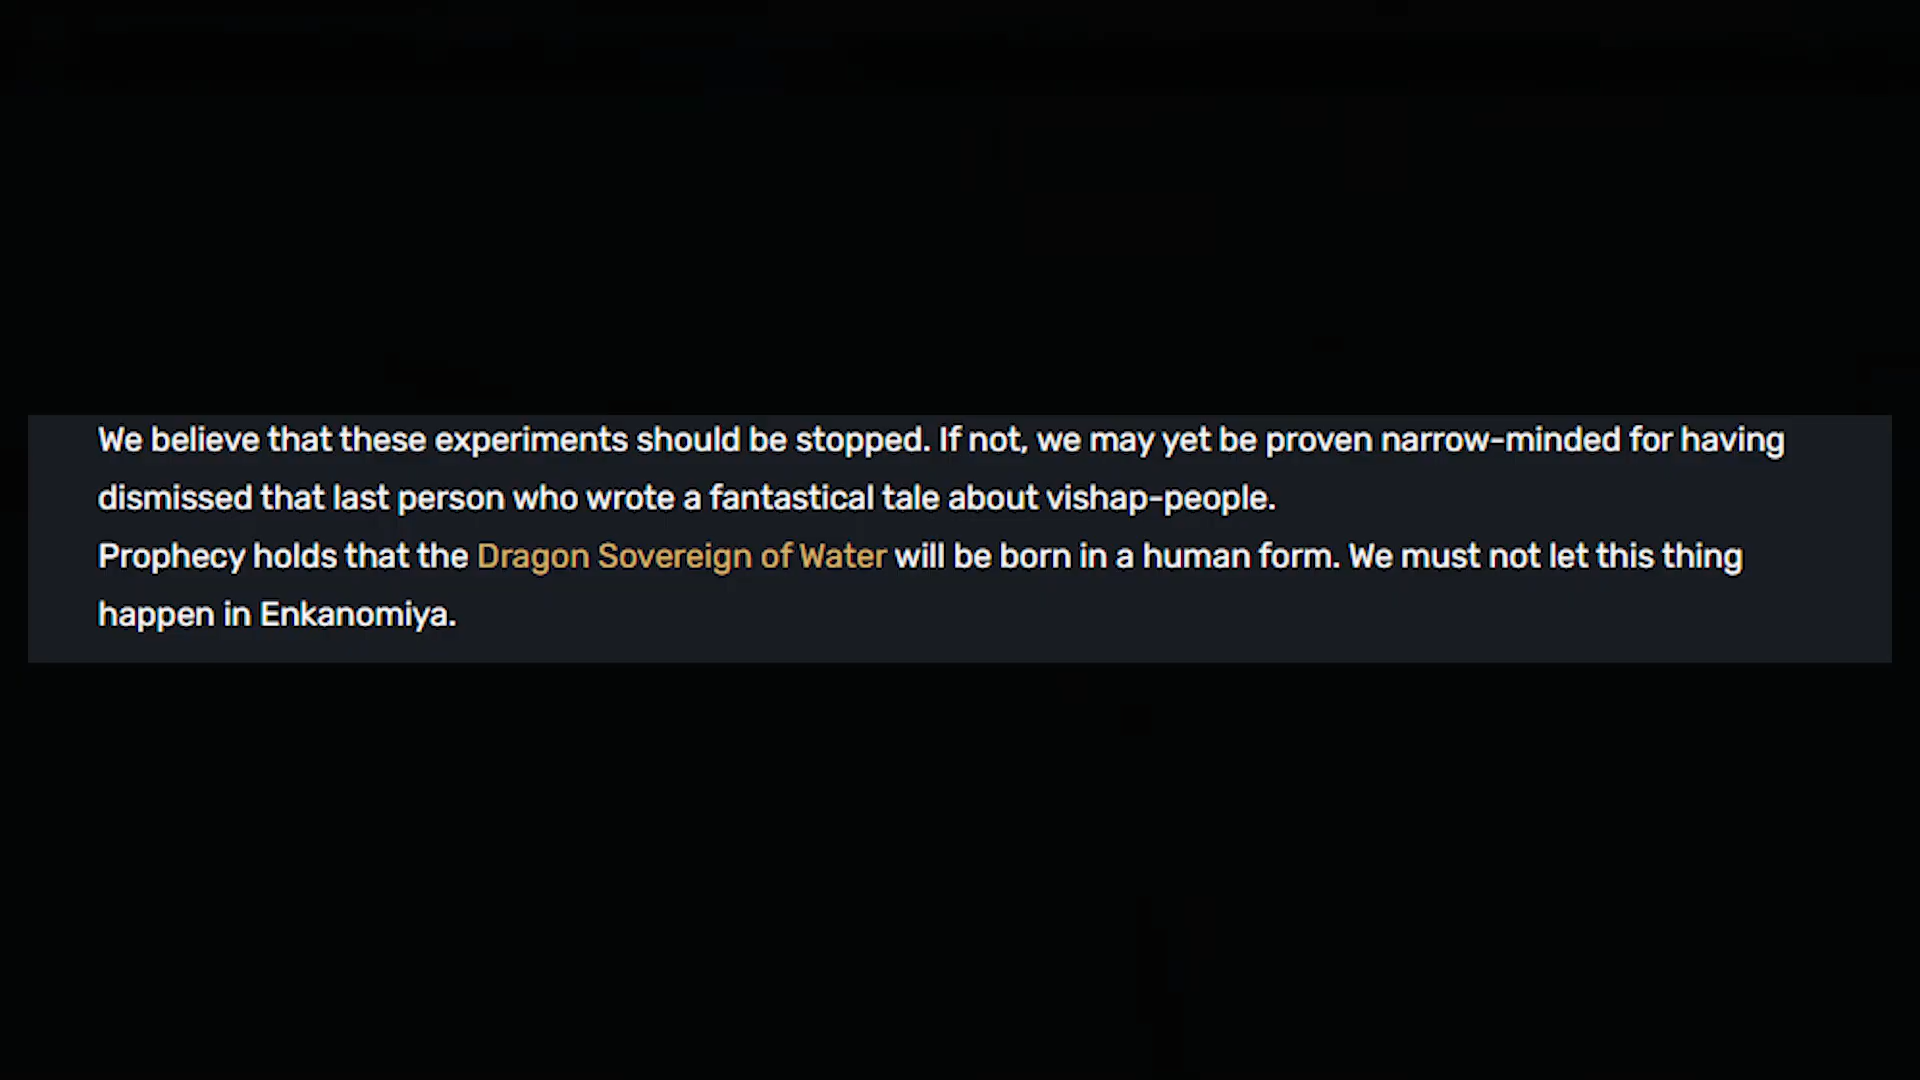 We believe that these experiments should be stopped. If not, we may yet be proven narrow-minded for having
dismissed that last person who wrote a fantastical tale about vishap-people.
Prophecy holds that the Dragon Sovereign of Water will be born in a human form. We must not let this thing
happen in Enkanomiya.